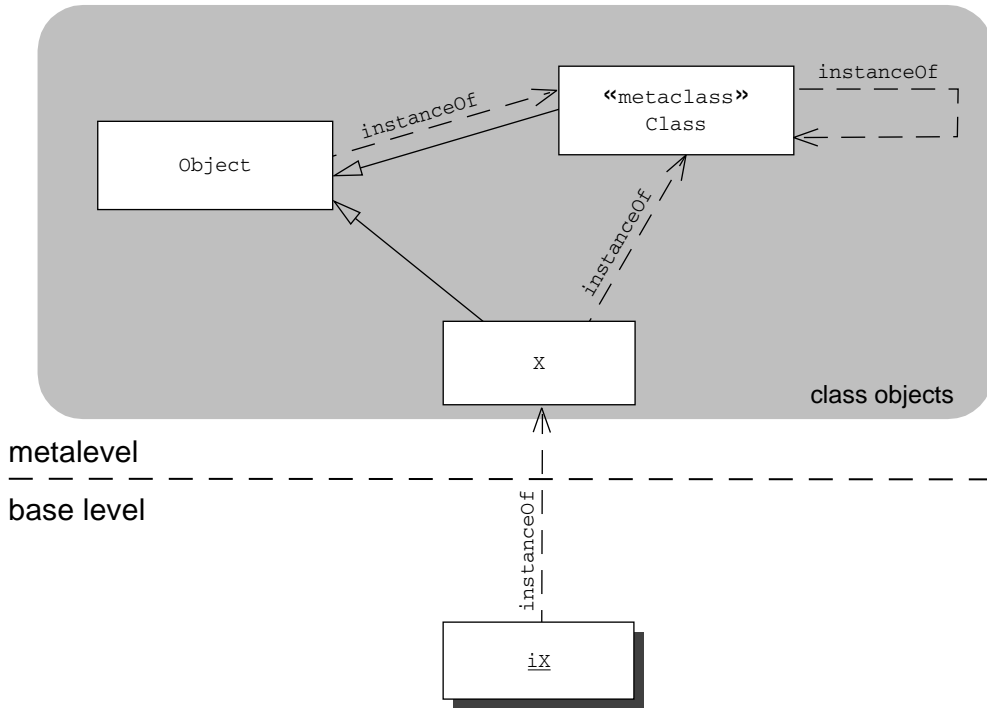 instanceOf
«metaclass»
Class
instanceOf
Object
instanceOf
X
class objects
metalevel
base level
instanceOf
iX